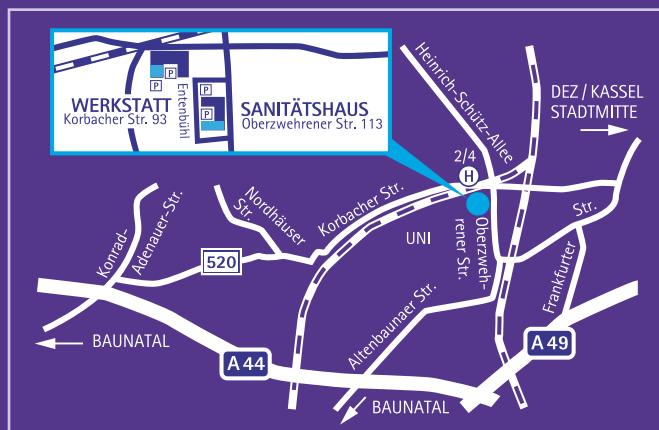 WERKSTATT
Korbacher Str. 93
P
P
Entenbühl
P
P
SANITÄTSHAUS
Oberzwehrener Str. 113
Heinrich-Schütz-Allee
DEZ / KASSEL
STADTMITTE
2/4
H
Konrad-
Adenauer-Str.
Nordhäuser
Str.
Korbacher Str.
520
UNI
Oberzweh-
rener Str.
Str.
Frankfurter
Altenbaunaer Str.
BAUNATAL
A 44
A 49
BAUNATAL